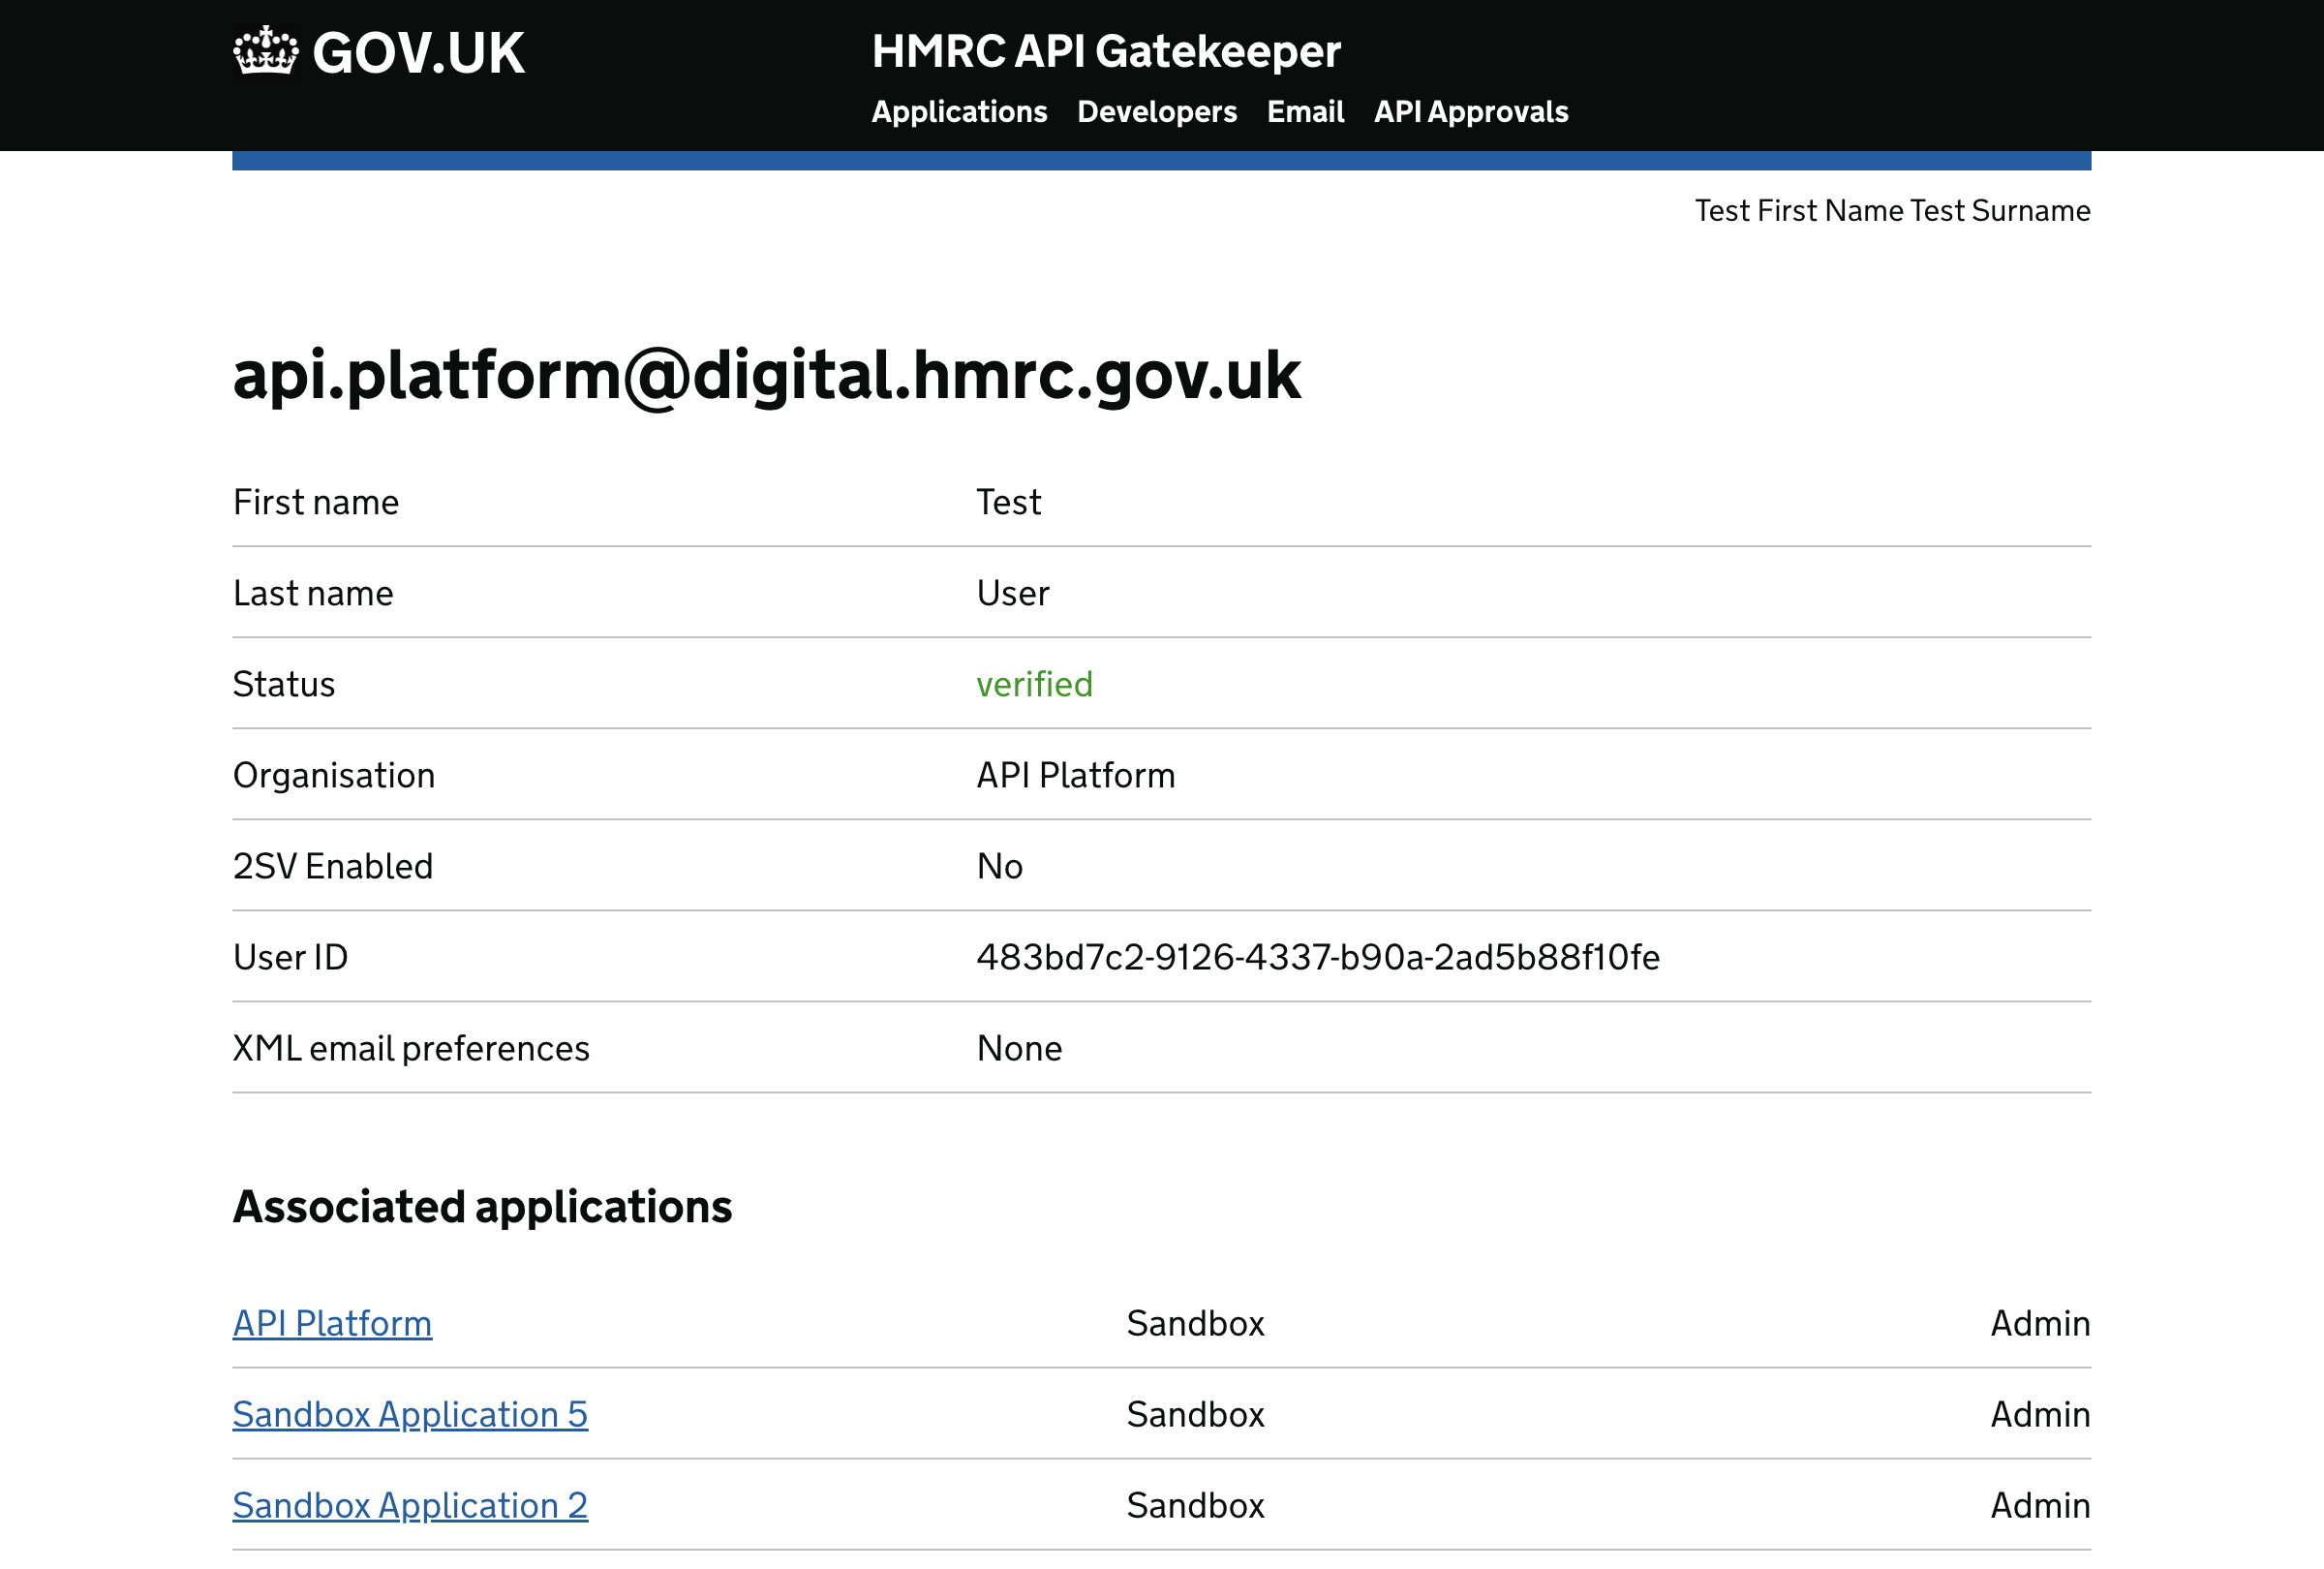 GOV.UK
HMRC API Gatekeeper
Applications Developers Email API Approvals
Test First Name Test Surname
api.platform@digital.hmrc.gov.uk
First name Test
Last name User
Status verified
Organisation API Platform
2SV Enabled No
User ID 483bd7c2-9126-4337-b90a-2ad5b88f10fe
XML email preferences None
Associated applications
API Platform Sandbox Admin
Sandbox Application 5 Sandbox Admin
Sandbox Application 2 Sandbox Admin